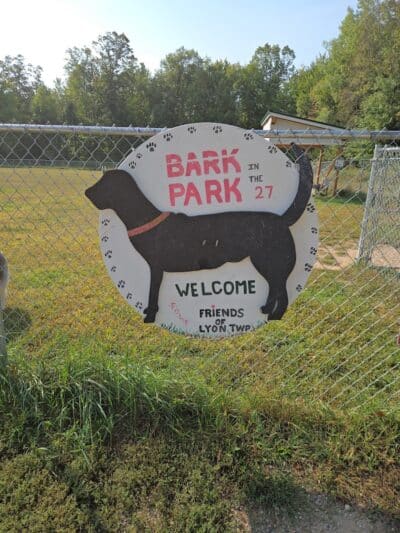 BARK IN
PARK THE
27
WELCOME
FRIENDS
OF
LYON TWP.